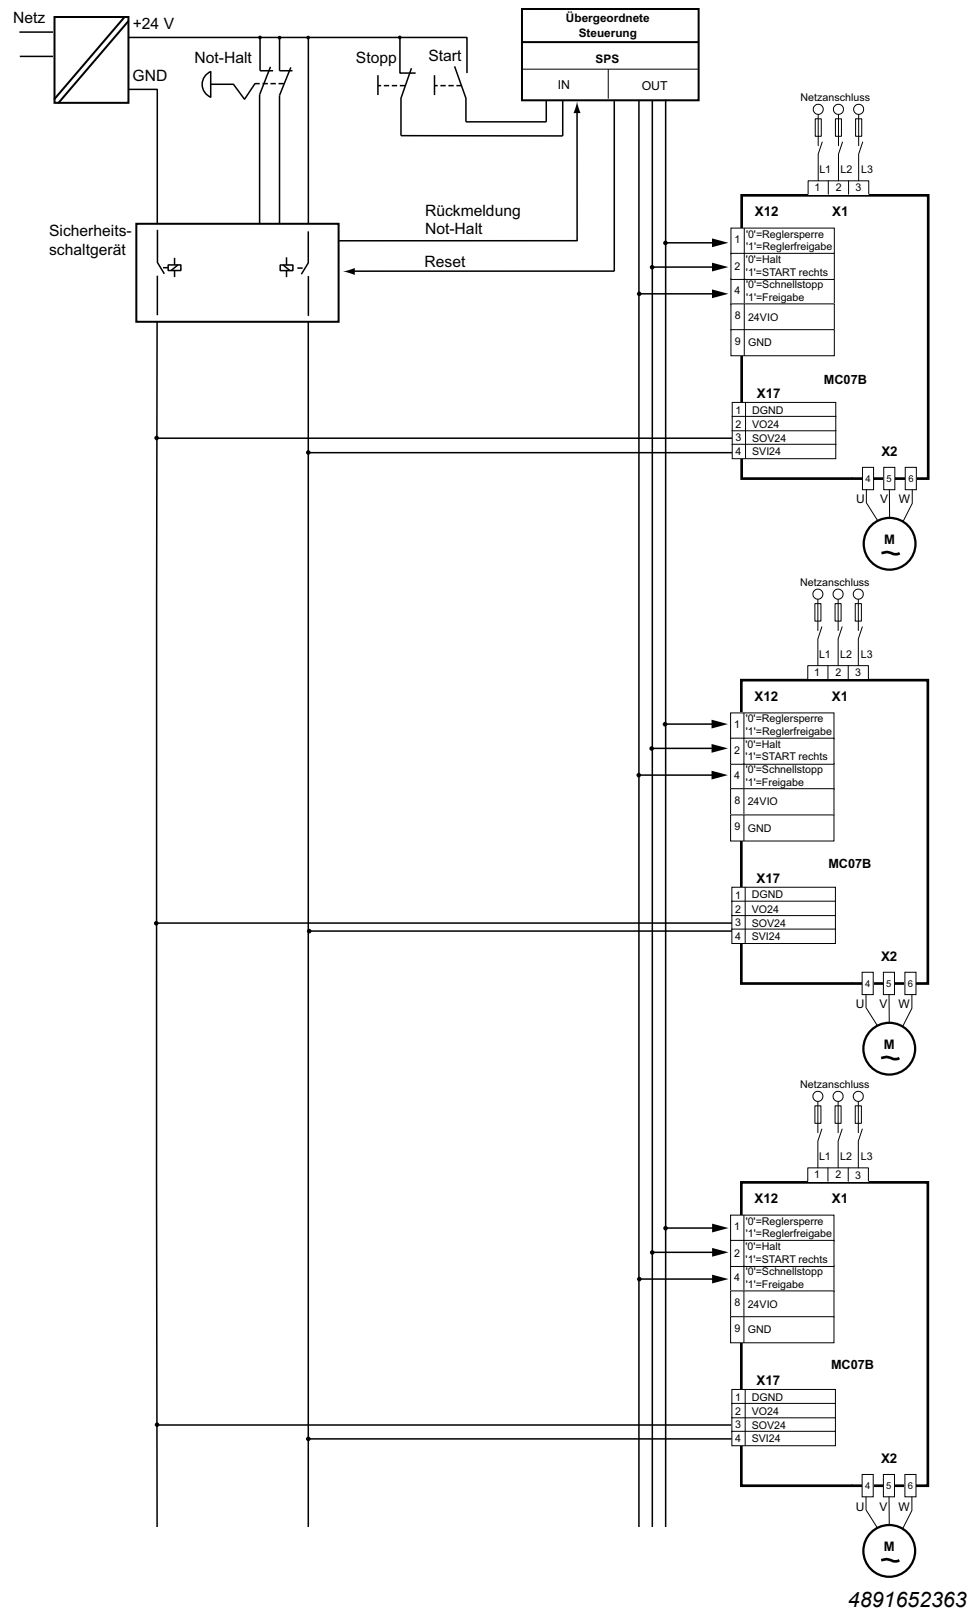 Netz
+24 V
GND
Not-Halt
Stopp
Start
Übergeordnete
Steuerung
SPS
IN
OUT
Sicherheits-
schaltgerät
Rückmeldung
Not-Halt
Reset
Netzanschluss
L1 L2 L3
1 2 3
X12 X1
1 '0'=Reglersperre
'1'=Reglerfreigabe
2 '0'=Halt
'1'=START rechts
4 '0'=Schnellstopp
'1'=Freigabe
8 24VIO
9 GND
MC07B
X17
1 DGND
2 VO24
3 SOV24
4 SVI24
X2
4 5 6
U V W
M
Netzanschluss
L1 L2 L3
1 2 3
X12 X1
1 '0'=Reglersperre
'1'=Reglerfreigabe
2 '0'=Halt
'1'=START rechts
4 '0'=Schnellstopp
'1'=Freigabe
8 24VIO
9 GND
MC07B
X17
1 DGND
2 VO24
3 SOV24
4 SVI24
X2
4 5 6
U V W
M
Netzanschluss
L1 L2 L3
1 2 3
X12 X1
1 '0'=Reglersperre
'1'=Reglerfreigabe
2 '0'=Halt
'1'=START rechts
4 '0'=Schnellstopp
'1'=Freigabe
8 24VIO
9 GND
MC07B
X17
1 DGND
2 VO24
3 SOV24
4 SVI24
X2
4 5 6
U V W
M
4891652363